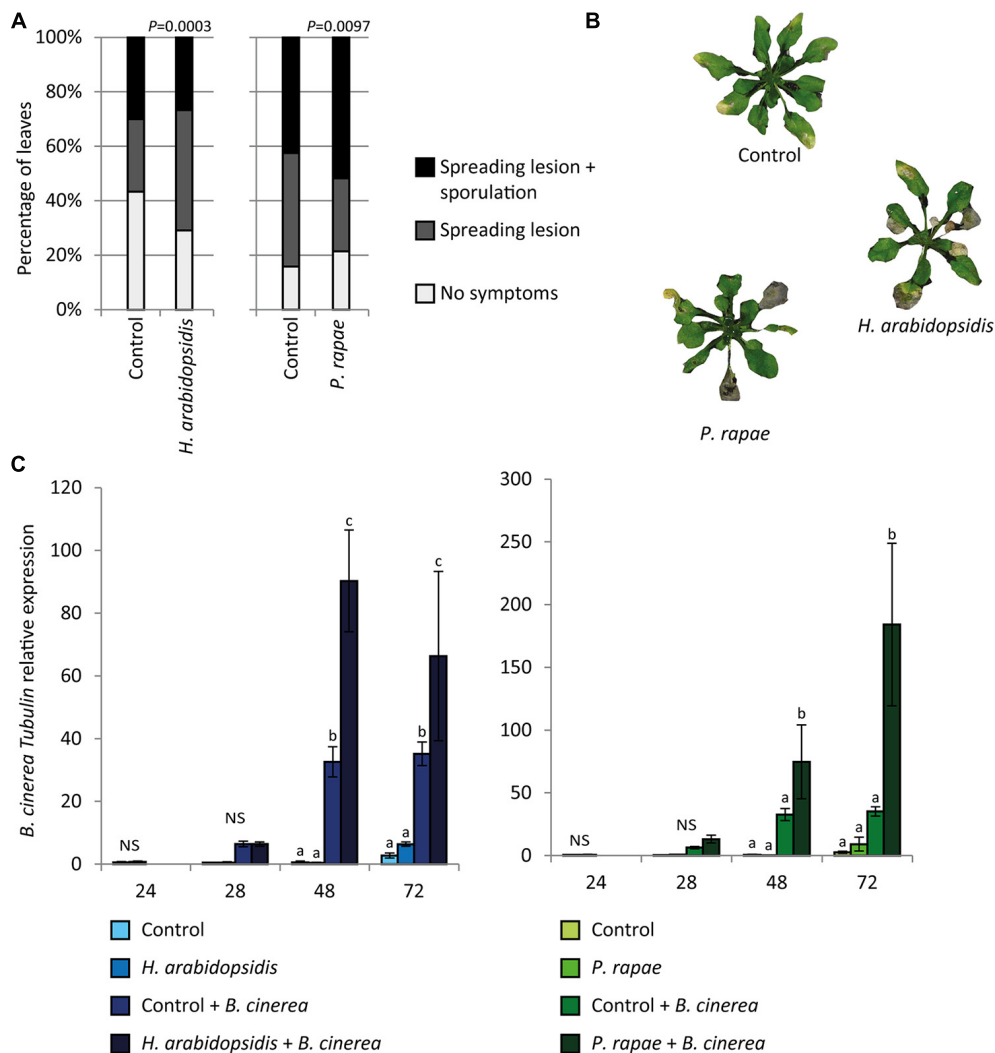 A
B
P=0.0003
P=0.0097
100%
80%
60%
40%
20%
0%
Percentage of leaves
Control
H. arabidopsidis
Control
P. rapae
Spreading lesion +
sporulation
Spreading lesion
No symptoms
Control
H. arabidopsidis
P. rapae
C
B. cinerea Tubulin relative expression
120
100
80
60
40
20
0
NS
NS
a
a
b
c
a
a
b
c
24
28
48
72
Control
H. arabidopsidis
Control + B. cinerea
H. arabidopsidis + B. cinerea
300
250
200
150
100
50
0
NS
NS
a
a
a
b
a
a
a
b
24
28
48
72
Control
P. rapae
Control + B. cinerea
P. rapae + B. cinerea